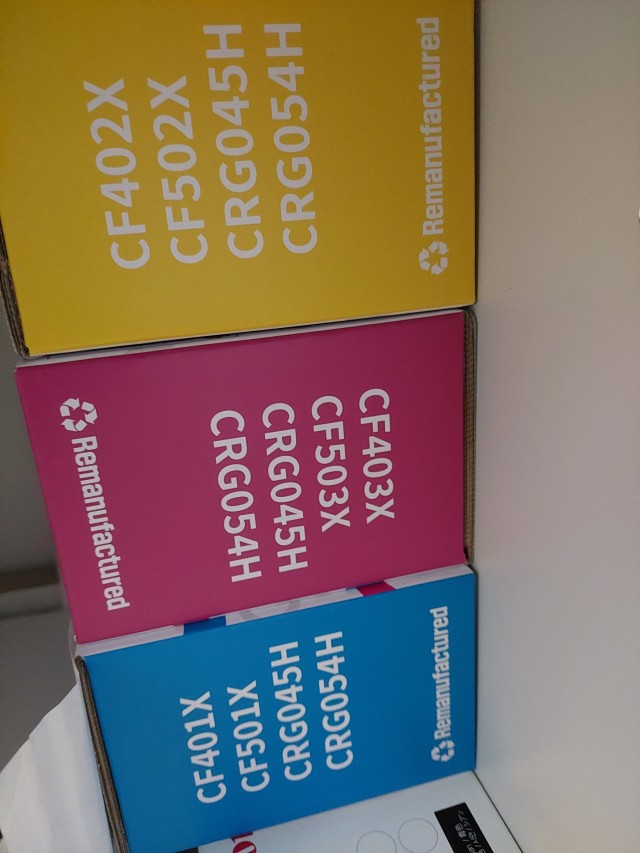 CF402X
CF502X
CRG045H
CRG054H
Remanufactured
CF403X
CF503X
CRG045H
CRG054H
Remanufactured
CF401X
CF501X
CRG045H
CRG054H
Remanufactured